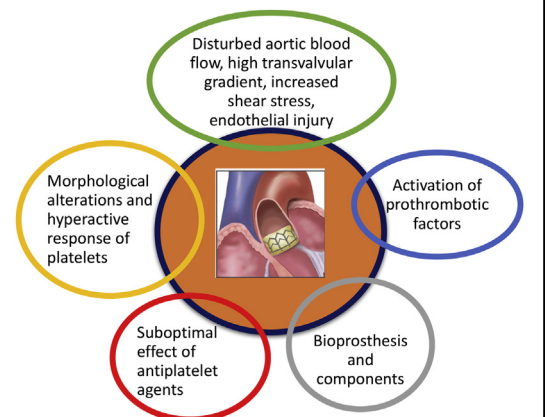 Disturbed aortic blood
flow, high transvalvular
gradient, increased
shear stress,
endothelial injury
Morphological
alterations and
hyperactive
response of
platelets
Activation of
prothrombotic
factors
Suboptimal
effect of
antiplatelet
agents
Bioprosthesis
and
components